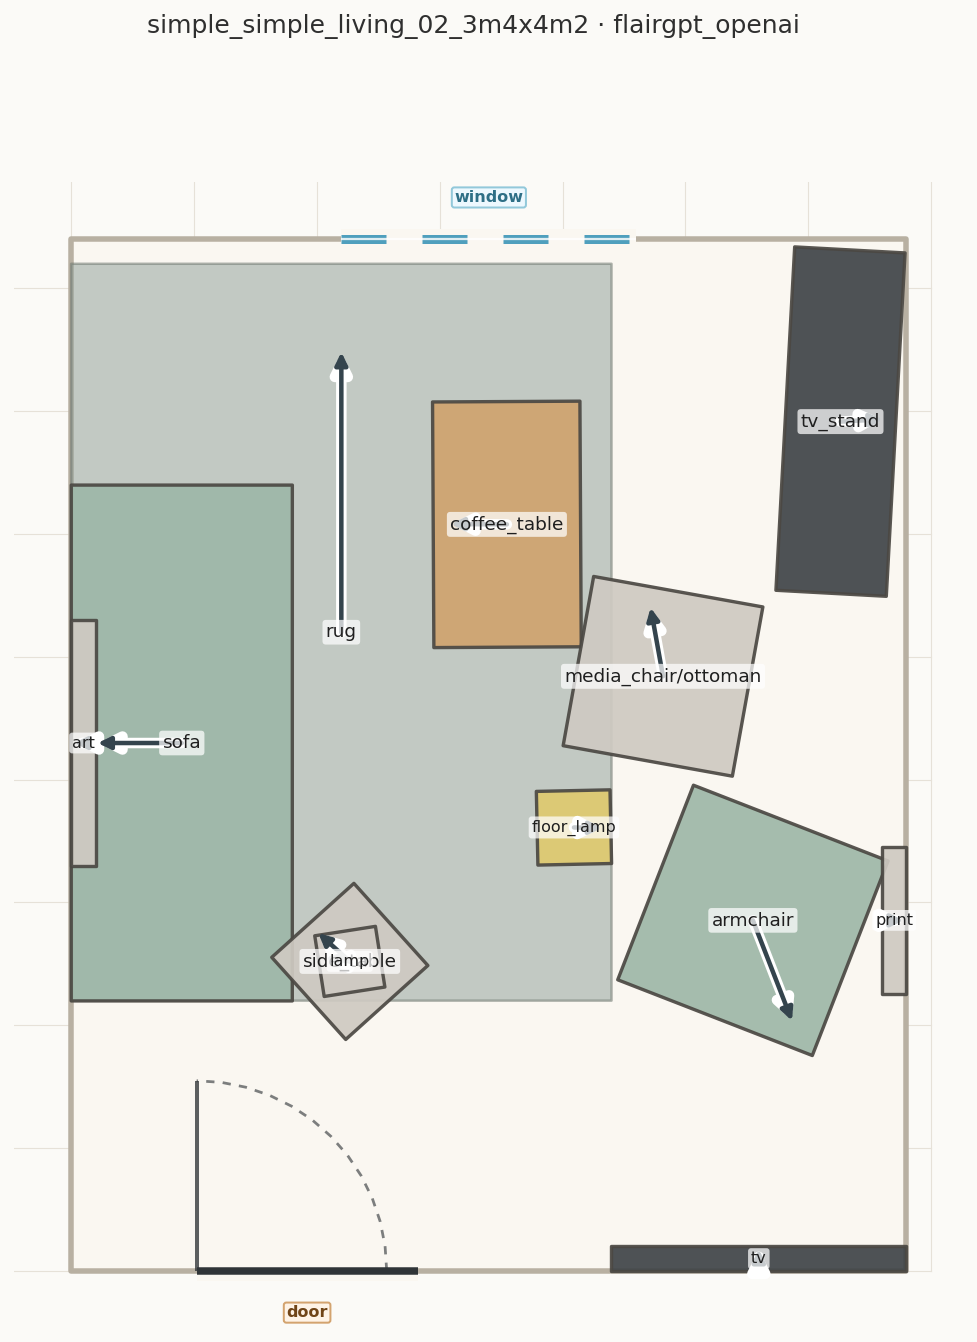 simple_simple_living_02_3m4x4m2 · flairgpt_openai
window
tv_stand
coffee_table
rug
media_chair/ottoman
art
sofa
floor_lamp
armchair
print
lamp
tv
door